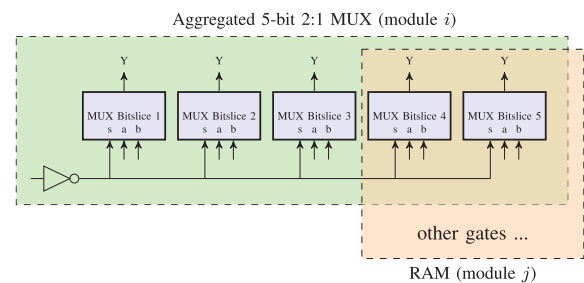 Aggregated 5-bit 2:1 MUX (module i)
Y Y Y Y Y
MUX Bitslice 1 MUX Bitslice 2 MUX Bitslice 3 MUX Bitslice 4 MUX Bitslice 5
s a b s a b s a b s a b s a b
other gates ...
RAM (module j)